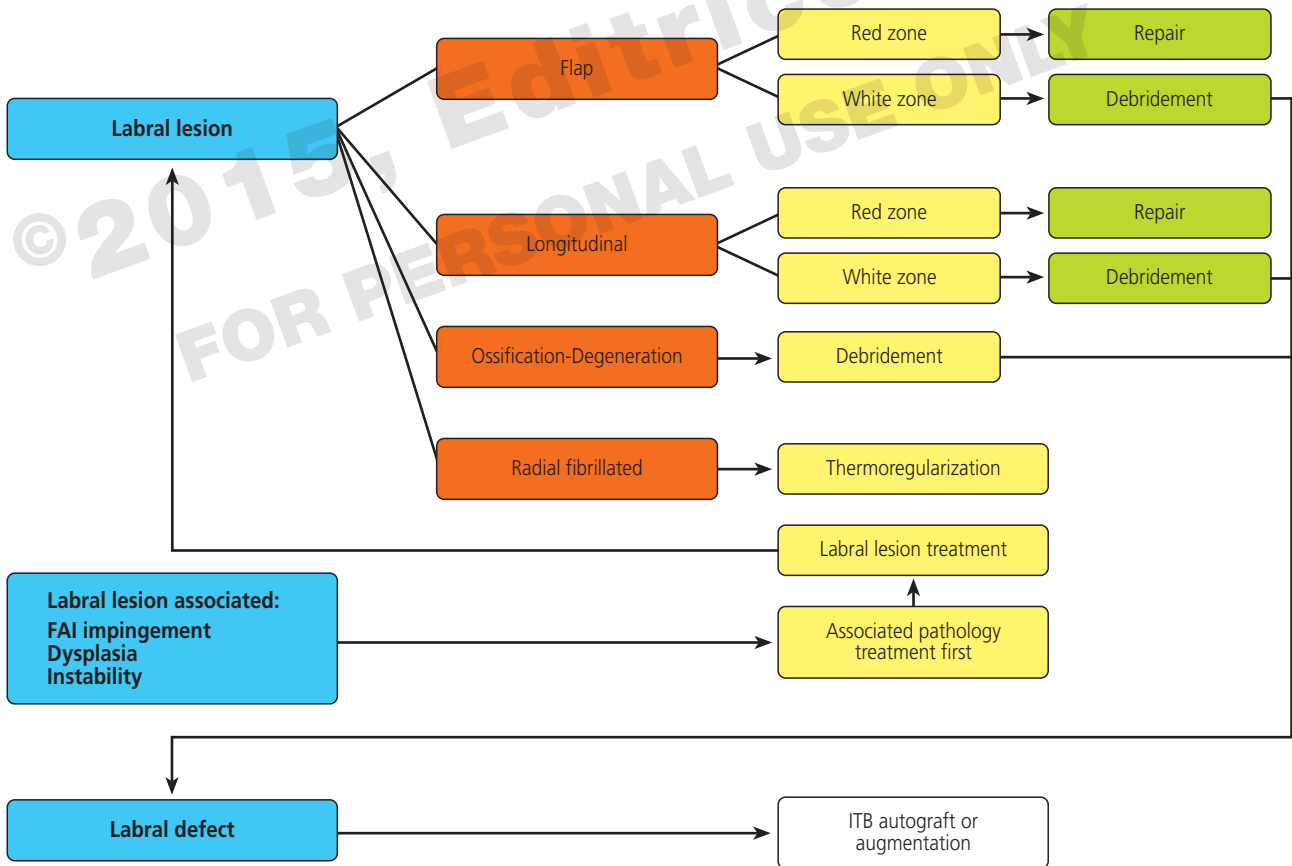 Labral lesion
Flap
Red zone
Repair
White zone
Debridement
Longitudinal
Red zone
Repair
White zone
Debridement
Ossification-Degeneration
Debridement
Radial fibrillated
Thermoregularization
Labral lesion treatment
Labral lesion associated:
FAI impingement
Dysplasia
Instability
Associated pathology
treatment first
Labral defect
ITB autograft or
augmentation
©2015, Editric
FOR PERSONAL USE ONLY